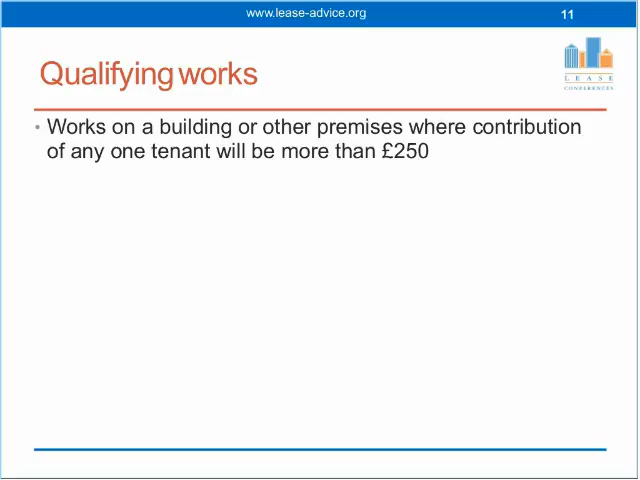 www.lease-advice.org
11
Qualifying works
LEASE
CONFERENCES
• Works on a building or other premises where contribution
of any one tenant will be more than £250